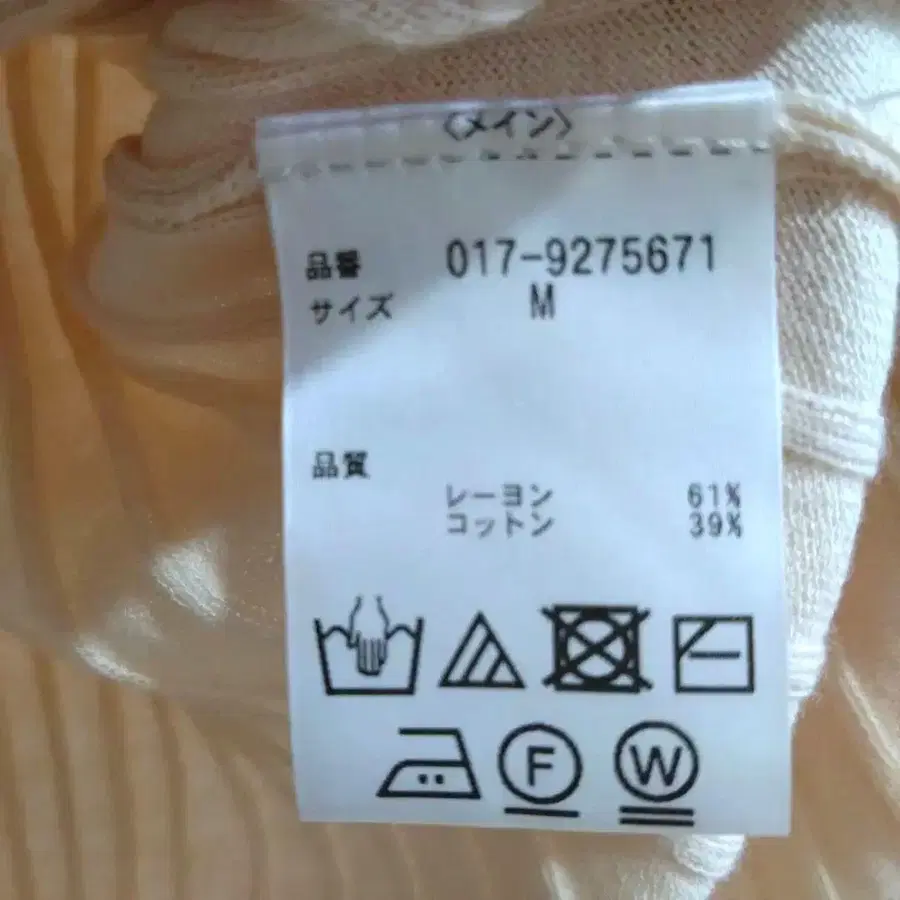 〈メイン〉
品番 017-9275671
サイズ M
品質
レーヨン 61%
コットン 39%
F W